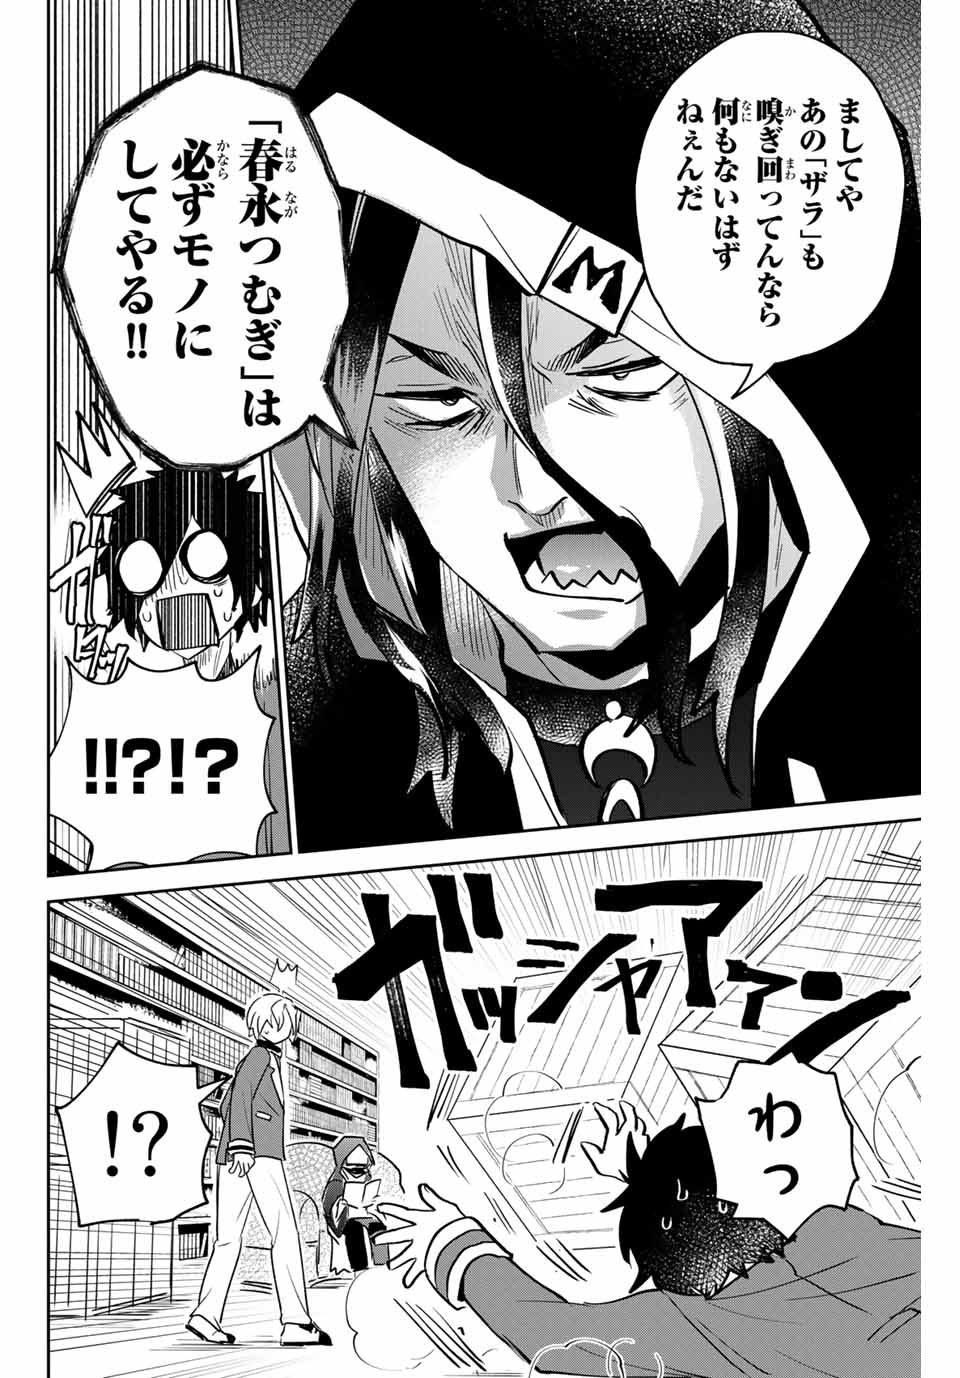 ましてや
あの「ザラ」も
嗅ぎ回ってんなら
何もないはず
ねぇんだ
「春永つむぎ」は
必ずモノに
してやる!!
M
!!?!?
ガッシャアァン
わっ
!?